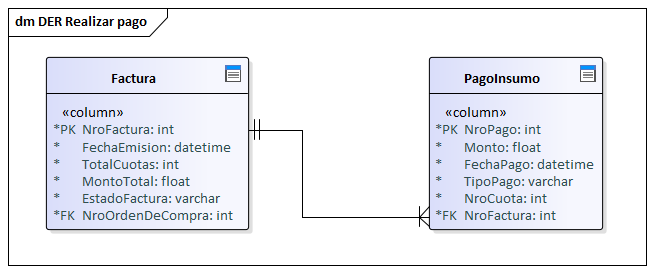 dm DER Realizar pago
Factura
«column»
*PK NroFactura: int
* FechaEmision: datetime
* TotalCuotas: int
* MontoTotal: float
* EstadoFactura: varchar
*FK NroOrdenDeCompra: int
PagoInsumo
«column»
*PK NroPago: int
* Monto: float
* FechaPago: datetime
* TipoPago: varchar
* NroCuota: int
*FK NroFactura: int